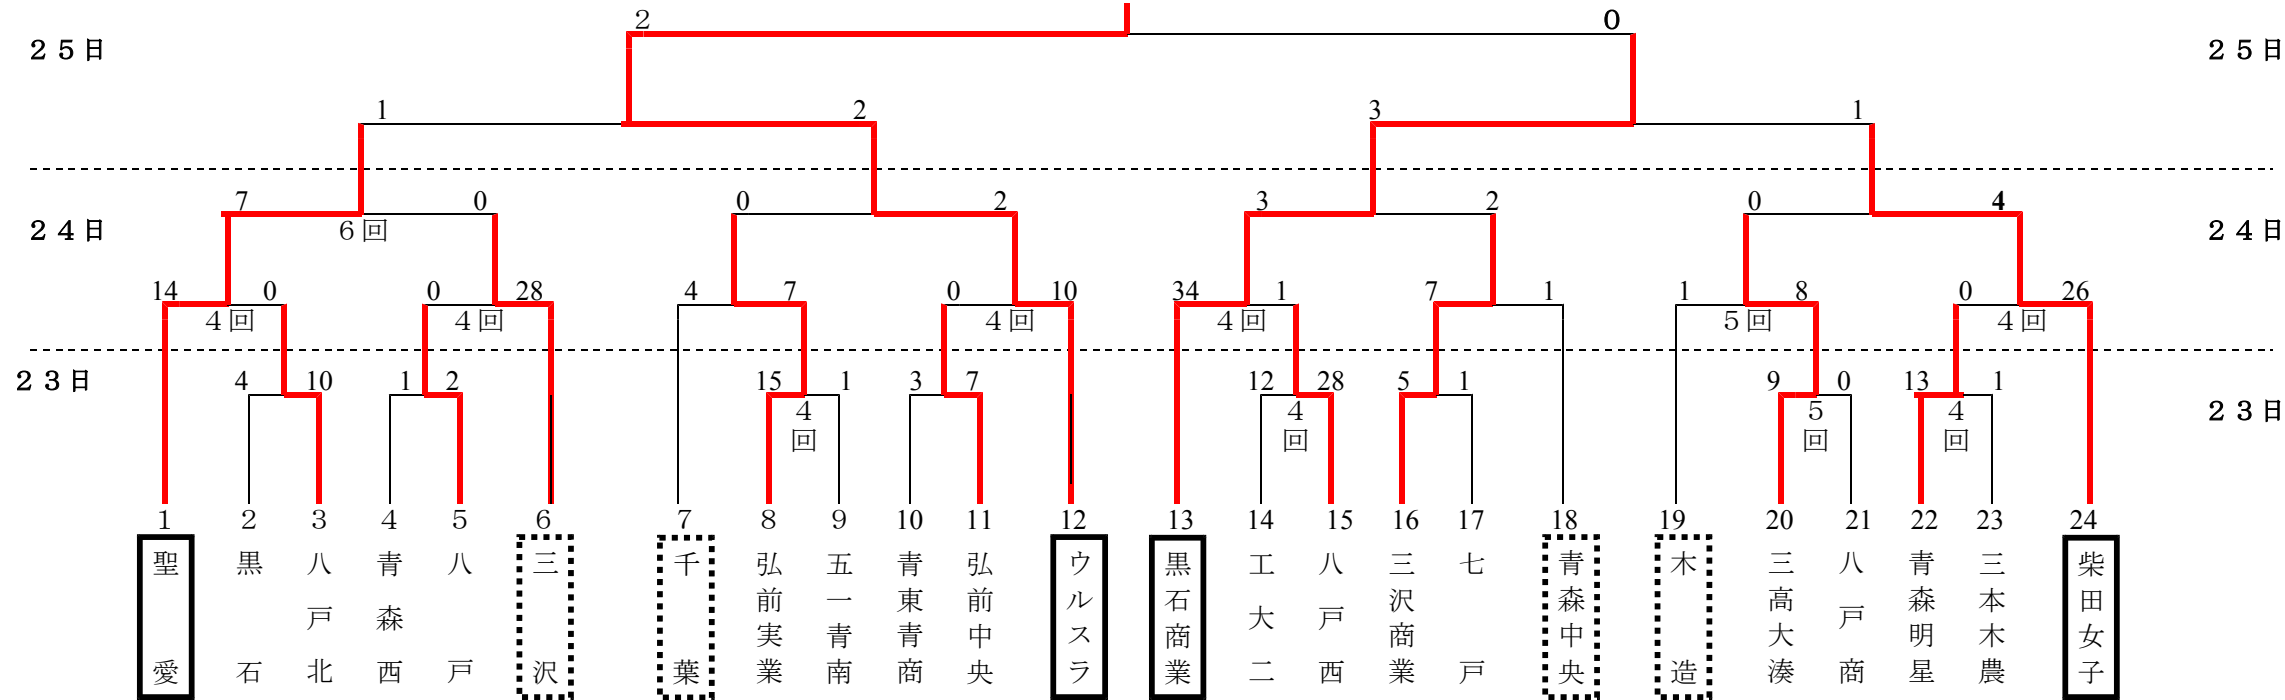 2 0
２５日 ２５日
1 2 3 1
7 0 0 2 3 2 0 4
２４日 ６回 ２４日
14 0 0 28 4 7 0 10 34 1 7 1 1 8 0 26
４回 ４回 ４回 ４回 ５回 ４回
２３日 4 10 1 2 15 1 3 7 12 28 5 1 9 0 13 1
４回 ４回 ５回 ４回 ２３日
1 2 3 4 5 6 7 8 9 10 11 12 13 14 15 16 17 18 19 20 21 22 23 24
聖愛
黒石
八戸北
青森西
八戸
三沢
千葉
弘前実業
五一青南
青東青商
弘前中央
ウルスラ
黒石商業
工大二
八戸西
三沢商業
七戸
青森中央
木造
三高大湊
八戸商
青森明星
三本木農
柴田女子